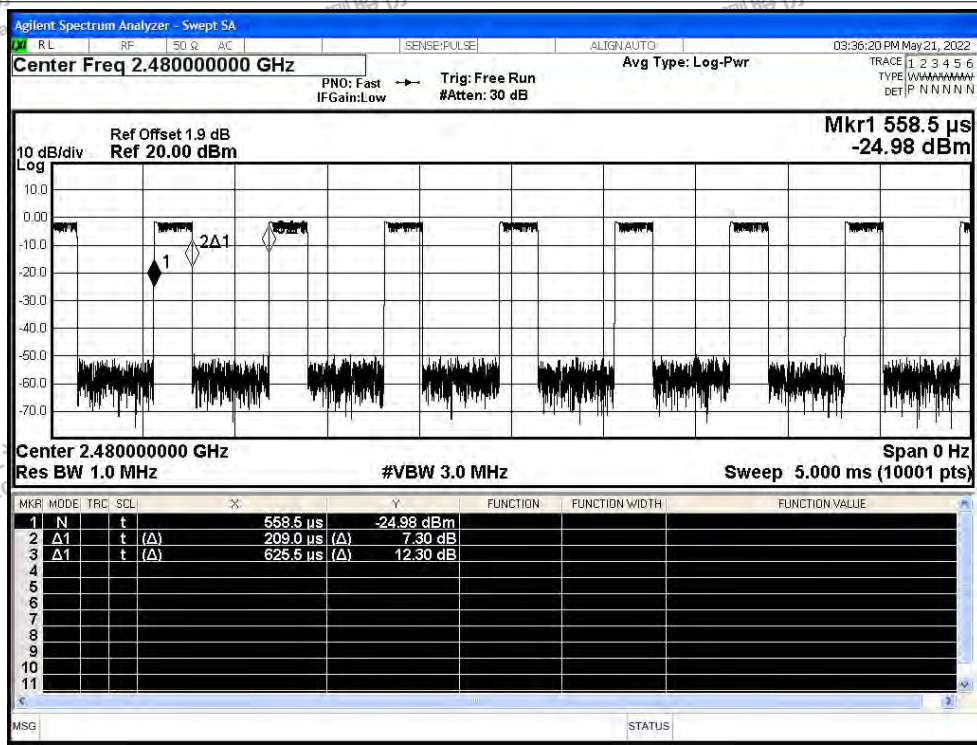 Agilent Spectrum Analyzer - Swept SA
RL RF 50 Ω AC SENSE:PULSE ALIGN AUTO 03:36:20 PM May 21, 2022
Center Freq 2.480000000 GHz
PNO: Fast
IFGain:Low
Trig: Free Run
#Atten: 30 dB
Avg Type: Log-Pwr
TRACE 1 2 3 4 5 6
TYPE
DET P N N N N N
Mkr1 558.5 µs
-24.98 dBm
Ref Offset 1.9 dB
10 dB/div Ref 20.00 dBm
Log
10.0
0.00
-10.0
-20.0
-30.0
-40.0
-50.0
-60.0
-70.0
1
2Δ1
Center 2.480000000 GHz Span 0 Hz
Res BW 1.0 MHz #VBW 3.0 MHz Sweep 5.000 ms (10001 pts)
MKR MODE TRC SCL X Y FUNCTION FUNCTION WIDTH FUNCTION VALUE
1 N t 558.5 µs -24.98 dBm
2 Δ1 t (Δ) 209.0 µs (Δ) 7.30 dB
3 Δ1 t (Δ) 625.5 µs (Δ) 12.30 dB
4
5
6
7
8
9
10
11
MSG STATUS